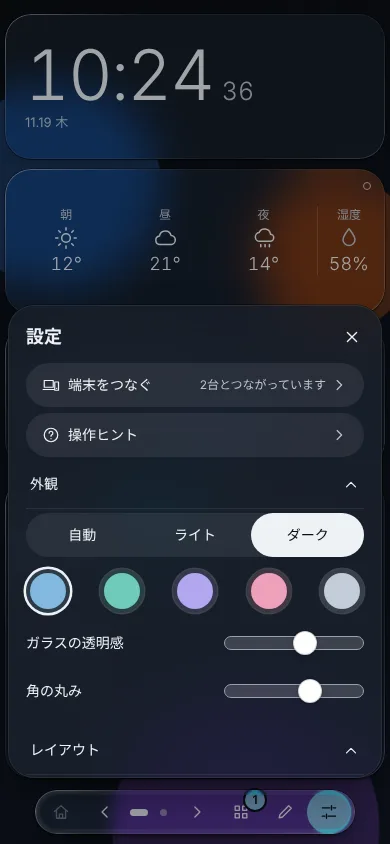 10:24 36
11.19 木
朝 昼 夜 湿度
12° 21° 14° 58%
設定
端末をつなぐ 2台とつながっています
操作ヒント
外観
自動 ライト ダーク
ガラスの透明感
角の丸み
レイアウト
1